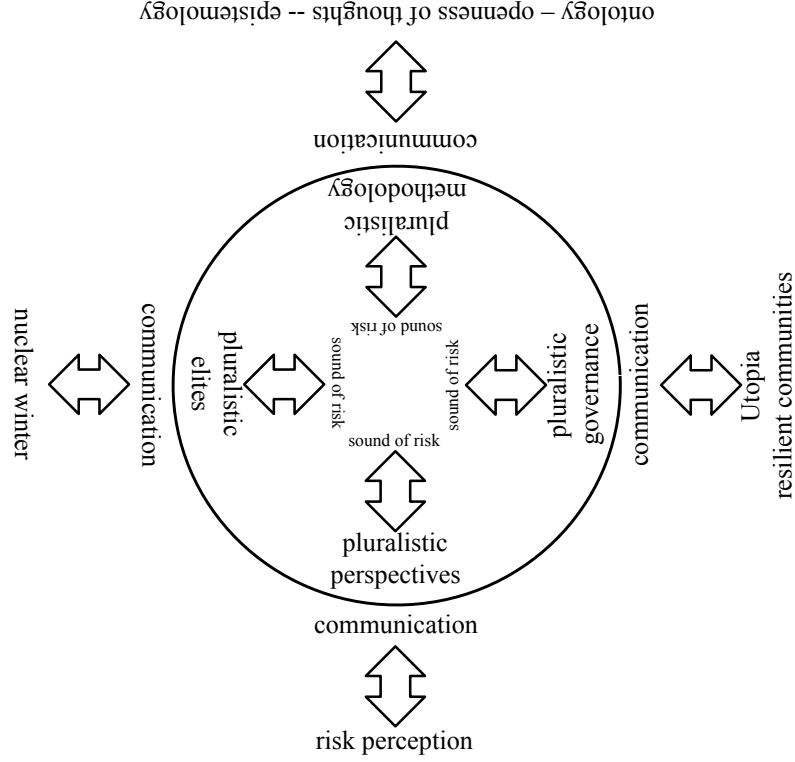 ontology – openness of thoughts -- epistemology
communication
pluralistic
methodology
sound of risk
nuclear winter
communication
pluralistic
elites
sound of risk
sound of risk
pluralistic
governance
communication
Utopia
resilient communities
sound of risk
pluralistic
perspectives
communication
risk perception